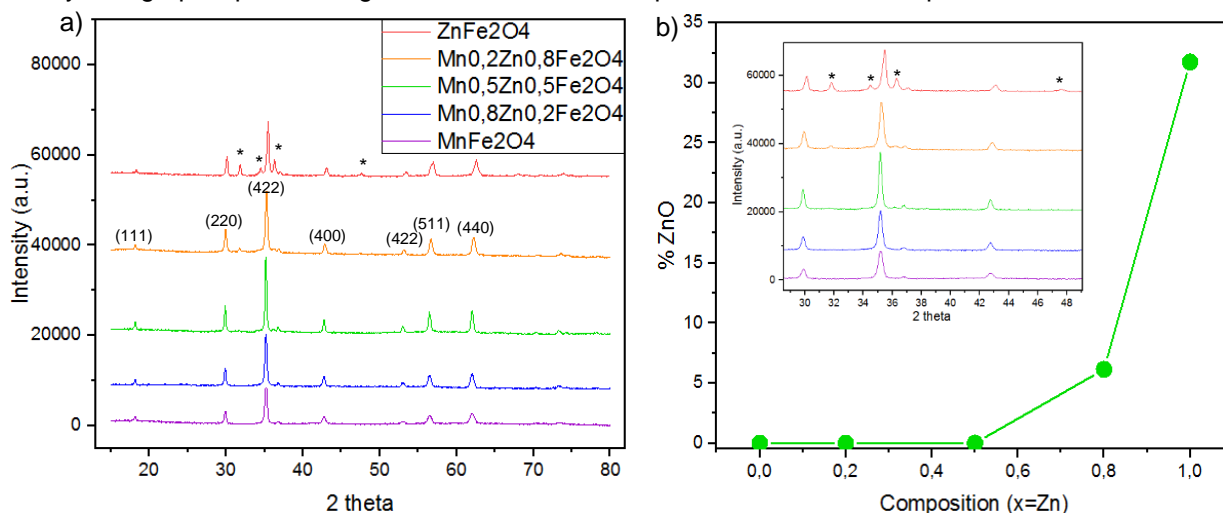 a)
ZnFe2O4
Mn0,2Zn0,8Fe2O4
Mn0,5Zn0,5Fe2O4
Mn0,8Zn0,2Fe2O4
MnFe2O4
80000
60000
40000
20000
0
Intensity (a.u.)
* * * *
(111) (220) (422) (400) (422) (511) (440)
20 30 40 50 60 70 80
2 theta
b)
35
30
25
20
15
10
5
0
% ZnO
60000
40000
20000
0
Intensity (a.u.)
* * * *
30 32 34 36 38 40 42 44 46 48
2 theta
0,0 0,2 0,4 0,6 0,8 1,0
Composition (x=Zn)